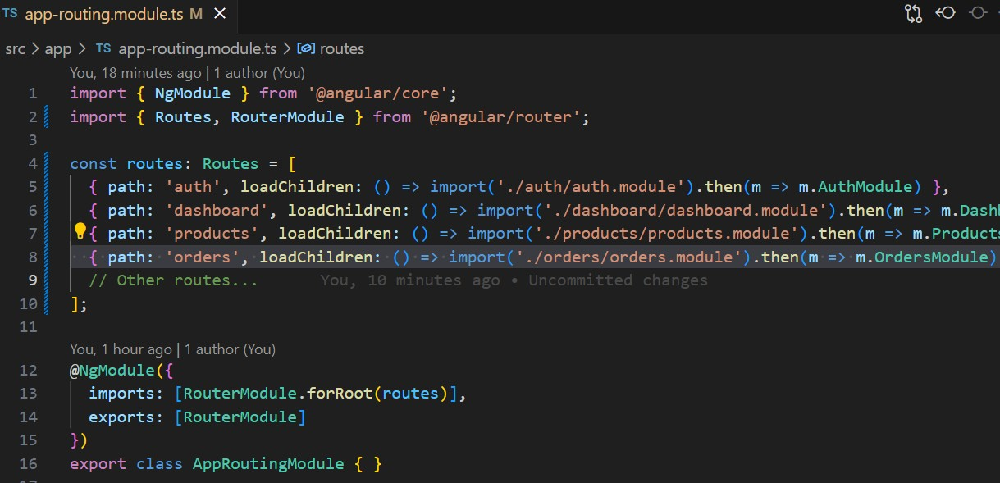 TS app-routing.module.ts M
src > app > TS app-routing.module.ts > routes
You, 18 minutes ago | 1 author (You)
1 import { NgModule } from '@angular/core';
2 import { Routes, RouterModule } from '@angular/router';
3
4 const routes: Routes = [
5 { path: 'auth', loadChildren: () => import('./auth/auth.module').then(m => m.AuthModule) },
6 { path: 'dashboard', loadChildren: () => import('./dashboard/dashboard.module').then(m => m.Dash
7 { path: 'products', loadChildren: () => import('./products/products.module').then(m => m.Products
8 { path: 'orders', loadChildren: () => import('./orders/orders.module').then(m => m.OrdersModule)
9 // Other routes... You, 10 minutes ago • Uncommitted changes
10 ];
11
You, 1 hour ago | 1 author (You)
12 @NgModule({
13 imports: [RouterModule.forRoot(routes)],
14 exports: [RouterModule]
15 })
16 export class AppRoutingModule { }